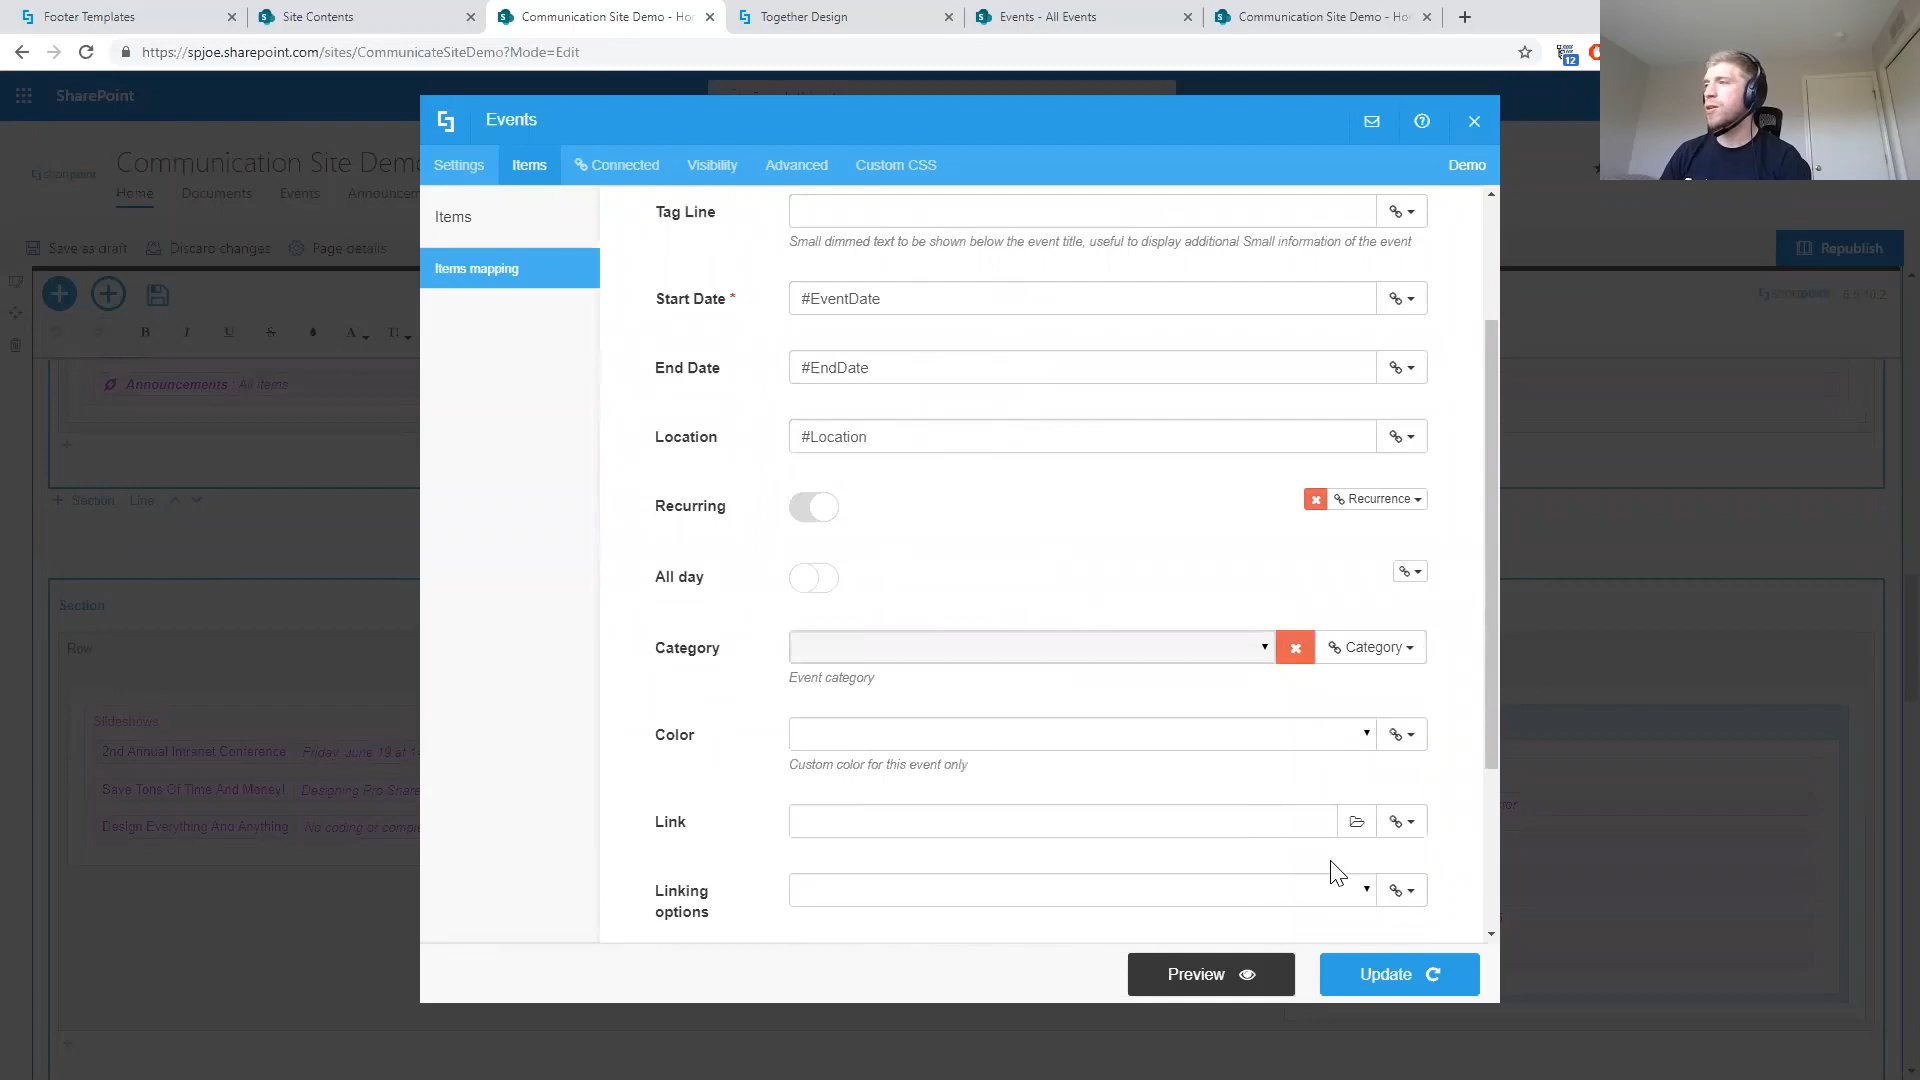 Footer Templates
Site Contents
Communication Site Demo - Ho
Together Design
Events - All Events
Communication Site Demo - Ho
https://spjoe.sharepoint.com/sites/CommunicateSiteDemo?Mode=Edit
12
SharePoint
Events
Communication Site Demo
Home
Documents
Events
Announcem
Settings
Items
Connected
Visibility
Advanced
Custom CSS
Demo
Save as draft
Discard changes
Page details
Republish
Items
Items mapping
Tag Line
Small dimmed text to be shown below the event title, useful to display additional Small information of the event
Start Date *
#EventDate
End Date
#EndDate
Location
#Location
Recurring
Recurrence
All day
Category
Category
Event category
Color
Custom color for this event only
Link
Linking
options
Preview
Update
B I U S A T
6.5.10.2
Announcements
All items
Section
Line
Section
Row
Slideshows
2nd Annual Intranet Conference
Friday, June 19 at 1
Save Tons Of Time And Money!
Designing Pro Share
Design Everything And Anything
No coding or comple